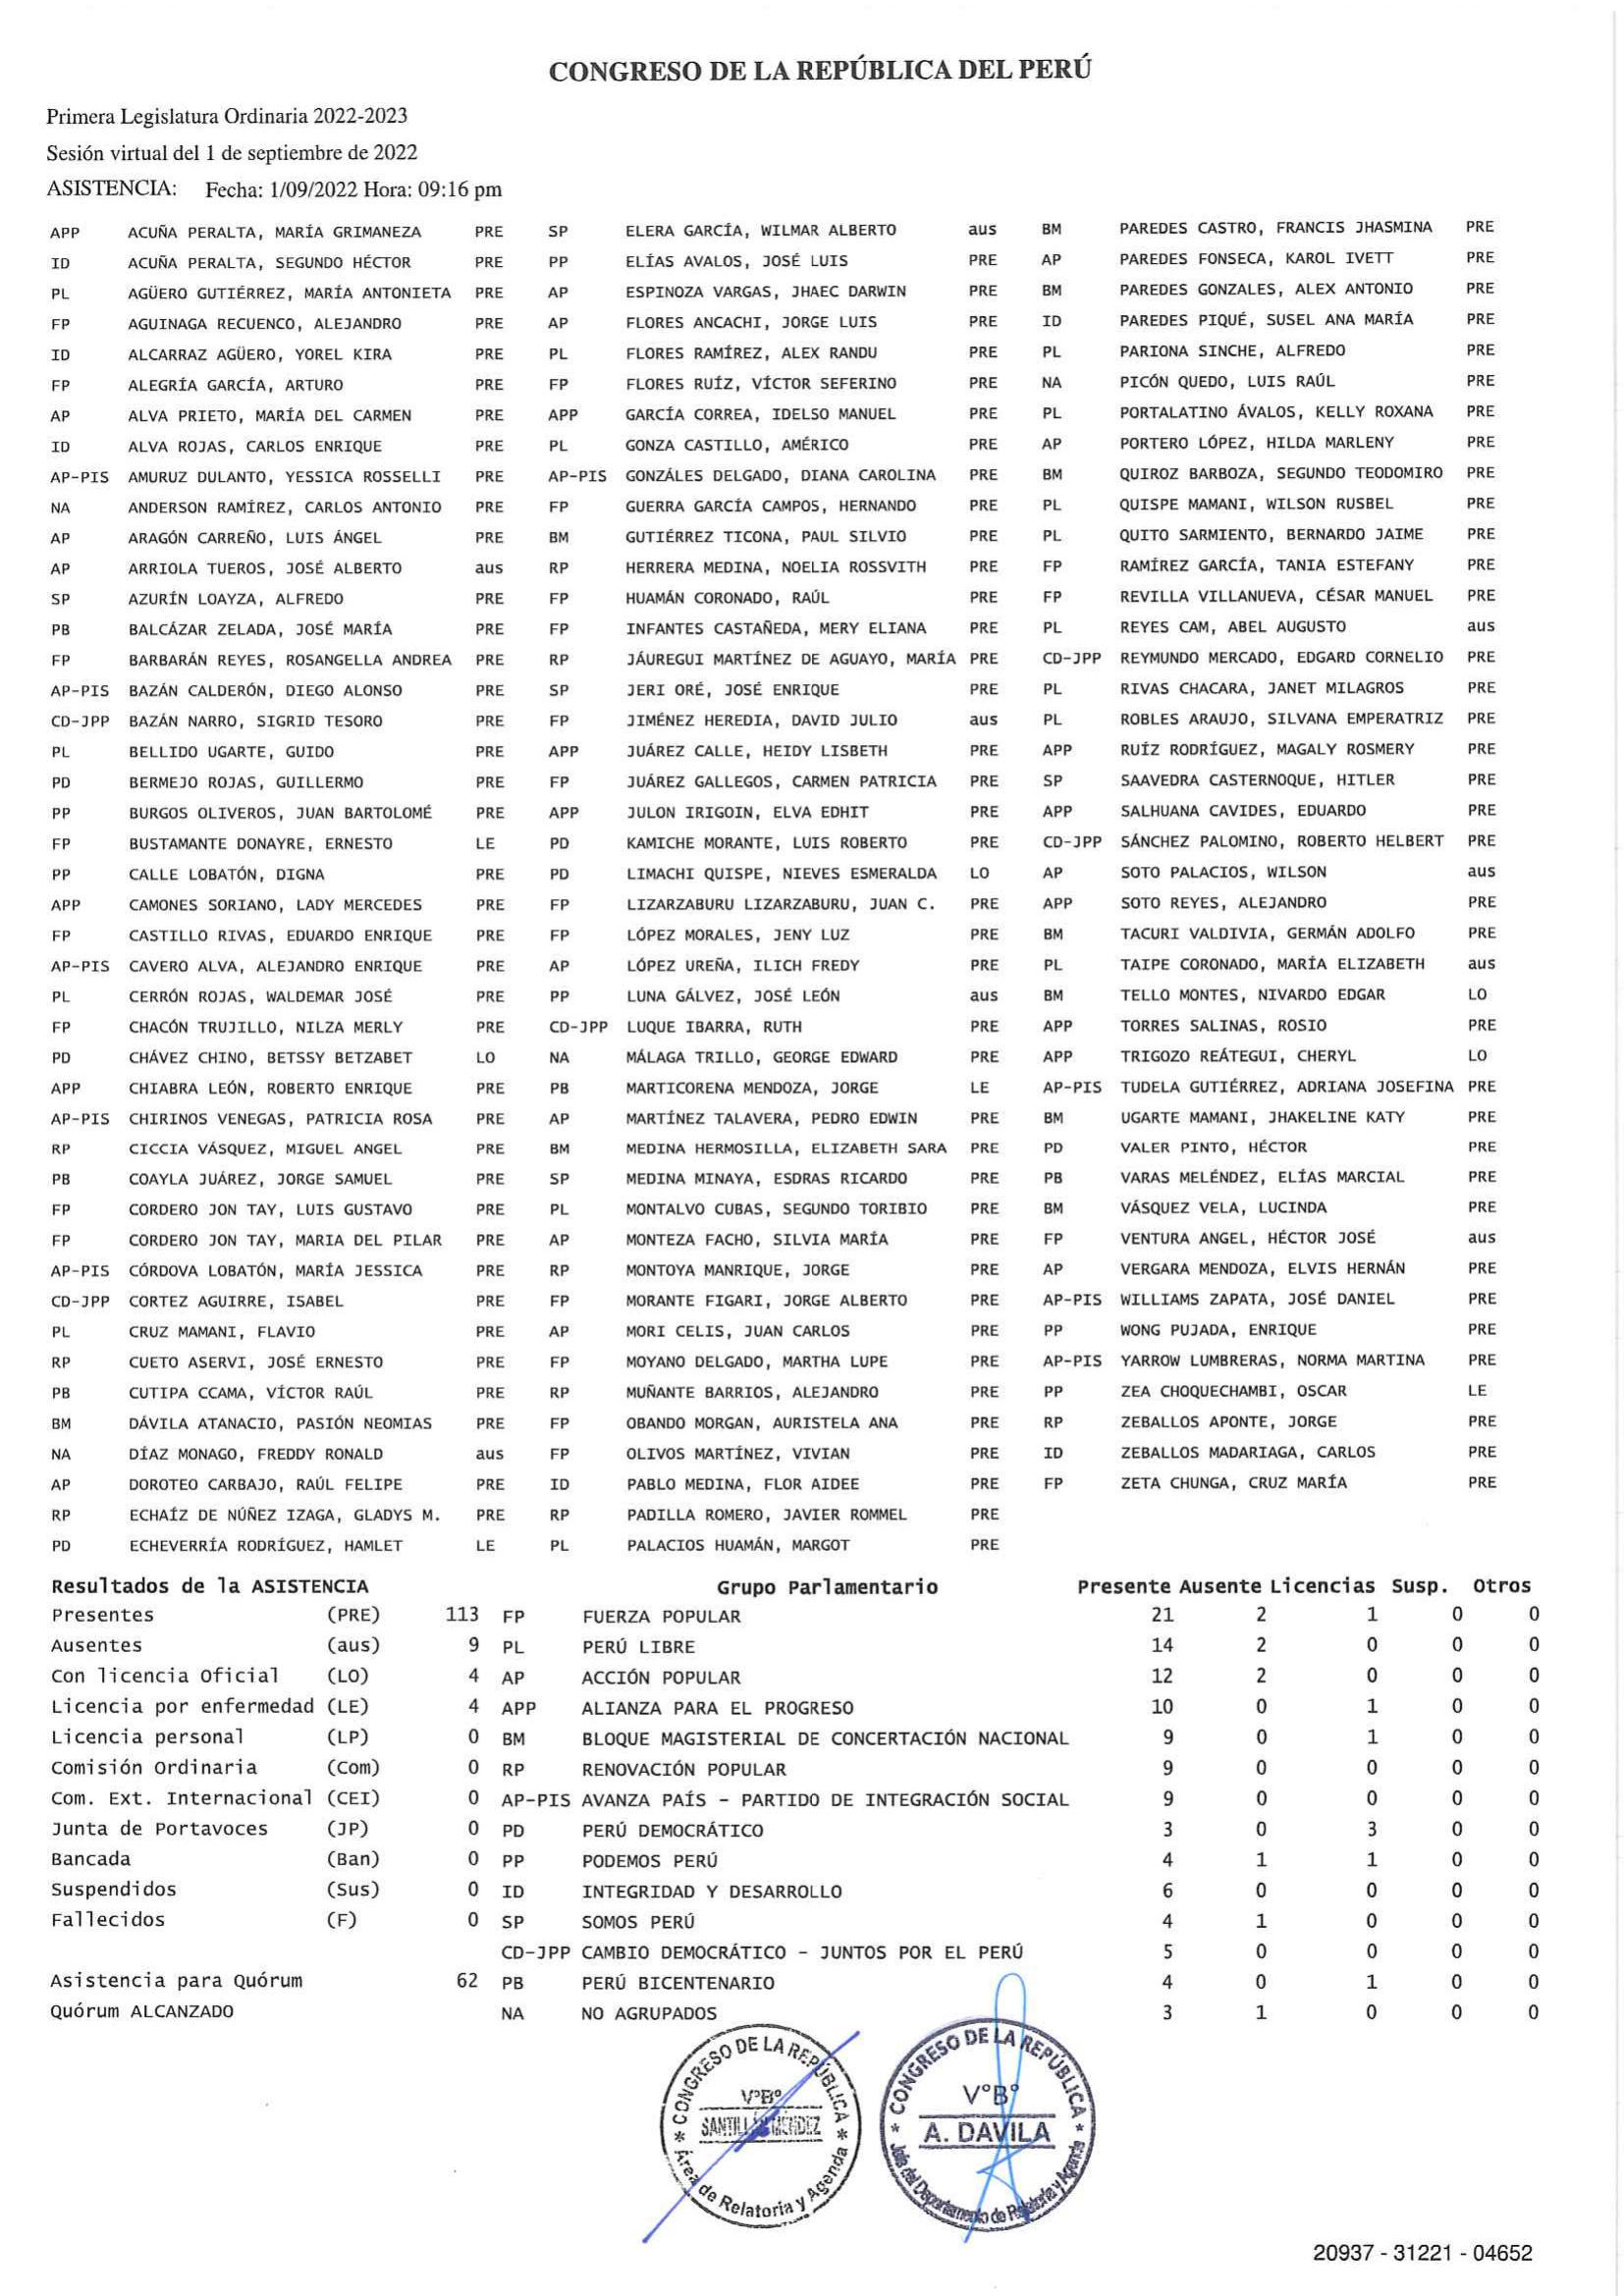 CONGRESO DE LA REPÚBLICA DEL PERÚ
Primera Legislatura Ordinaria 2022-2023
Sesión virtual del 1 de septiembre de 2022
ASISTENCIA: Fecha: 1/09/2022 Hora: 09:16 pm
APP ACUÑA PERALTA, MARÍA GRIMANEZA PRE SP ELERA GARCÍA, WILMAR ALBERTO aus BM PAREDES CASTRO, FRANCIS JHASMINA PRE
ID ACUÑA PERALTA, SEGUNDO HÉCTOR PRE PP ELÍAS AVALOS, JOSÉ LUIS PRE AP PAREDES FONSECA, KAROL IVETT PRE
PL AGÜERO GUTIÉRREZ, MARÍA ANTONIETA PRE AP ESPINOZA VARGAS, JHAEC DARWIN PRE BM PAREDES GONZALES, ALEX ANTONIO PRE
FP AGUINAGA RECUENCO, ALEJANDRO PRE AP FLORES ANCACHI, JORGE LUIS PRE ID PAREDES PIQUÉ, SUSEL ANA MARÍA PRE
ID ALCARRAZ AGÜERO, YOREL KIRA PRE PL FLORES RAMÍREZ, ALEX RANDU PRE PL PARIONA SINCHE, ALFREDO PRE
FP ALEGRÍA GARCÍA, ARTURO PRE FP FLORES RUÍZ, VÍCTOR SEFERINO PRE NA PICÓN QUEDO, LUIS RAÚL PRE
AP ALVA PRIETO, MARÍA DEL CARMEN PRE APP GARCÍA CORREA, IDELSO MANUEL PRE PL PORTALATINO ÁVALOS, KELLY ROXANA PRE
ID ALVA ROJAS, CARLOS ENRIQUE PRE PL GONZA CASTILLO, AMÉRICO PRE AP PORTERO LÓPEZ, HILDA MARLENY PRE
AP-PIS AMURUZ DULANTO, YESSICA ROSSELLI PRE AP-PIS GONZÁLES DELGADO, DIANA CAROLINA PRE BM QUIROZ BARBOZA, SEGUNDO TEODOMIRO PRE
NA ANDERSON RAMÍREZ, CARLOS ANTONIO PRE FP GUERRA GARCÍA CAMPOS, HERNANDO PRE PL QUISPE MAMANI, WILSON RUSBEL PRE
AP ARAGÓN CARREÑO, LUIS ÁNGEL PRE BM GUTIÉRREZ TICONA, PAUL SILVIO PRE PL QUITO SARMIENTO, BERNARDO JAIME PRE
AP ARRIOLA TUEROS, JOSÉ ALBERTO aus RP HERRERA MEDINA, NOELIA ROSSVITH PRE FP RAMÍREZ GARCÍA, TANIA ESTEFANY PRE
SP AZURÍN LOAYZA, ALFREDO PRE FP HUAMÁN CORONADO, RAÚL PRE FP REVILLA VILLANUEVA, CÉSAR MANUEL PRE
PB BALCÁZAR ZELADA, JOSÉ MARÍA PRE FP INFANTES CASTAÑEDA, MERY ELIANA PRE PL REYES CAM, ABEL AUGUSTO aus
FP BARBARÁN REYES, ROSANGELLA ANDREA PRE RP JÁUREGUI MARTÍNEZ DE AGUAYO, MARÍA PRE CD-JPP REYMUNDO MERCADO, EDGARD CORNELIO PRE
AP-PIS BAZÁN CALDERÓN, DIEGO ALONSO PRE SP JERI ORÉ, JOSÉ ENRIQUE PRE PL RIVAS CHACARA, JANET MILAGROS PRE
CD-JPP BAZÁN NARRO, SIGRID TESORO PRE FP JIMÉNEZ HEREDIA, DAVID JULIO aus PL ROBLES ARAUJO, SILVANA EMPERATRIZ PRE
PL BELLIDO UGARTE, GUIDO PRE APP JUÁREZ CALLE, HEIDY LISBETH PRE APP RUÍZ RODRÍGUEZ, MAGALY ROSMERY PRE
PD BERMEJO ROJAS, GUILLERMO PRE FP JUÁREZ GALLEGOS, CARMEN PATRICIA PRE SP SAAVEDRA CASTERNOQUE, HITLER PRE
PP BURGOS OLIVEROS, JUAN BARTOLOMÉ PRE APP JULON IRIGOIN, ELVA EDHIT PRE APP SALHUANA CAVIDES, EDUARDO PRE
FP BUSTAMANTE DONAYRE, ERNESTO LE PD KAMICHE MORANTE, LUIS ROBERTO PRE CD-JPP SÁNCHEZ PALOMINO, ROBERTO HELBERT PRE
PP CALLE LOBATÓN, DIGNA PRE PD LIMACHI QUISPE, NIEVES ESMERALDA LO AP SOTO PALACIOS, WILSON aus
APP CAMONES SORIANO, LADY MERCEDES PRE FP LIZARZABURU LIZARZABURU, JUAN C. PRE APP SOTO REYES, ALEJANDRO PRE
FP CASTILLO RIVAS, EDUARDO ENRIQUE PRE FP LÓPEZ MORALES, JENY LUZ PRE BM TACURI VALDIVIA, GERMÁN ADOLFO PRE
AP-PIS CAVERO ALVA, ALEJANDRO ENRIQUE PRE AP LÓPEZ UREÑA, ILICH FREDY PRE PL TAIPE CORONADO, MARÍA ELIZABETH aus
PL CERRÓN ROJAS, WALDEMAR JOSÉ PRE PP LUNA GÁLVEZ, JOSÉ LEÓN aus BM TELLO MONTES, NIVARDO EDGAR LO
FP CHACÓN TRUJILLO, NILZA MERLY PRE CD-JPP LUQUE IBARRA, RUTH PRE APP TORRES SALINAS, ROSIO PRE
PD CHÁVEZ CHINO, BETSSY BETZABET LO NA MÁLAGA TRILLO, GEORGE EDWARD PRE APP TRIGOZO REÁTEGUI, CHERYL LO
APP CHIABRA LEÓN, ROBERTO ENRIQUE PRE PB MARTICORENA MENDOZA, JORGE LE AP-PIS TUDELA GUTIÉRREZ, ADRIANA JOSEFINA PRE
AP-PIS CHIRINOS VENEGAS, PATRICIA ROSA PRE AP MARTÍNEZ TALAVERA, PEDRO EDWIN PRE BM UGARTE MAMANI, JHAKELINE KATY PRE
RP CICCIA VÁSQUEZ, MIGUEL ANGEL PRE BM MEDINA HERMOSILLA, ELIZABETH SARA PRE PD VALER PINTO, HÉCTOR PRE
PB COAYLA JUÁREZ, JORGE SAMUEL PRE SP MEDINA MINAYA, ESDRAS RICARDO PRE PB VARAS MELÉNDEZ, ELÍAS MARCIAL PRE
FP CORDERO JON TAY, LUIS GUSTAVO PRE PL MONTALVO CUBAS, SEGUNDO TORIBIO PRE BM VÁSQUEZ VELA, LUCINDA PRE
FP CORDERO JON TAY, MARIA DEL PILAR PRE AP MONTEZA FACHO, SILVIA MARÍA PRE FP VENTURA ANGEL, HÉCTOR JOSÉ aus
AP-PIS CÓRDOVA LOBATÓN, MARÍA JESSICA PRE RP MONTOYA MANRIQUE, JORGE PRE AP VERGARA MENDOZA, ELVIS HERNÁN PRE
CD-JPP CORTEZ AGUIRRE, ISABEL PRE FP MORANTE FIGARI, JORGE ALBERTO PRE AP-PIS WILLIAMS ZAPATA, JOSÉ DANIEL PRE
PL CRUZ MAMANI, FLAVIO PRE AP MORI CELIS, JUAN CARLOS PRE PP WONG PUJADA, ENRIQUE PRE
RP CUETO ASERVI, JOSÉ ERNESTO PRE FP MOYANO DELGADO, MARTHA LUPE PRE AP-PIS YARROW LUMBRERAS, NORMA MARTINA PRE
PB CUTIPA CCAMA, VÍCTOR RAÚL PRE RP MUÑANTE BARRIOS, ALEJANDRO PRE PP ZEA CHOQUECHAMBI, OSCAR LE
BM DÁVILA ATANACIO, PASIÓN NEOMIAS PRE FP OBANDO MORGAN, AURISTELA ANA PRE RP ZEBALLOS APONTE, JORGE PRE
NA DÍAZ MONAGO, FREDDY RONALD aus FP OLIVOS MARTÍNEZ, VIVIAN PRE ID ZEBALLOS MADARIAGA, CARLOS PRE
AP DOROTEO CARBAJO, RAÚL FELIPE PRE ID PABLO MEDINA, FLOR AIDEE PRE FP ZETA CHUNGA, CRUZ MARÍA PRE
RP ECHAÍZ DE NÚÑEZ IZAGA, GLADYS M. PRE RP PADILLA ROMERO, JAVIER ROMMEL PRE
PD ECHEVERRÍA RODRÍGUEZ, HAMLET LE PL PALACIOS HUAMÁN, MARGOT PRE
Resultados de la ASISTENCIA Grupo Parlamentario Presente Ausente Licencias Susp. Otros
Presentes (PRE) 113 FP FUERZA POPULAR 21 2 1 0 0
Ausentes (aus) 9 PL PERÚ LIBRE 14 2 0 0 0
Con licencia Oficial (LO) 4 AP ACCIÓN POPULAR 12 2 0 0 0
Licencia por enfermedad (LE) 4 APP ALIANZA PARA EL PROGRESO 10 0 1 0 0
Licencia personal (LP) 0 BM BLOQUE MAGISTERIAL DE CONCERTACIÓN NACIONAL 9 0 1 0 0
Comisión Ordinaria (Com) 0 RP RENOVACIÓN POPULAR 9 0 0 0 0
Com. Ext. Internacional (CEI) 0 AP-PIS AVANZA PAÍS - PARTIDO DE INTEGRACIÓN SOCIAL 9 0 0 0 0
Junta de Portavoces (JP) 0 PD PERÚ DEMOCRÁTICO 3 0 3 0 0
Bancada (Ban) 0 PP PODEMOS PERÚ 4 1 1 0 0
Suspendidos (Sus) 0 ID INTEGRIDAD Y DESARROLLO 6 0 0 0 0
Fallecidos (F) 0 SP SOMOS PERÚ 4 1 0 0 0
CD-JPP CAMBIO DEMOCRÁTICO - JUNTOS POR EL PERÚ 5 0 0 0 0
Asistencia para Quórum 62 PB PERÚ BICENTENARIO 4 0 1 0 0
Quórum ALCANZADO NA NO AGRUPADOS 3 1 0 0 0
* CONGRESO DE LA REPÚBLICA *
V°B°
SANTILLÁN MÉNDEZ
Área de Relatoria y Agenda
* CONGRESO DE LA REPÚBLICA *
V°B°
A. DAVILA
Jefe del Departamento de Relatoría y Agenda
20937 - 31221 - 04652